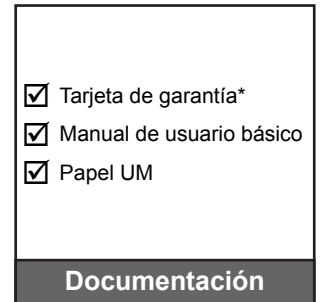 ☑ Tarjeta de garantía*
☑ Manual de usuario básico
☑ Papel UM
Documentación